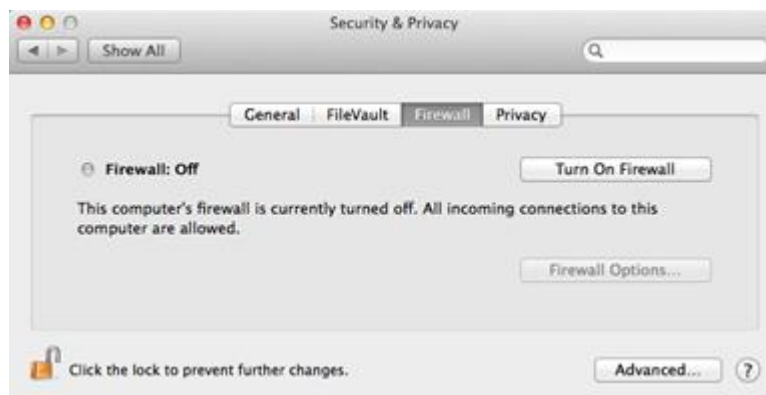 Security & Privacy
Show All
General FileVault Firewall Privacy
Firewall: Off
Turn On Firewall
This computer's firewall is currently turned off. All incoming connections to this
computer are allowed.
Firewall Options...
Click the lock to prevent further changes.
Advanced... ?